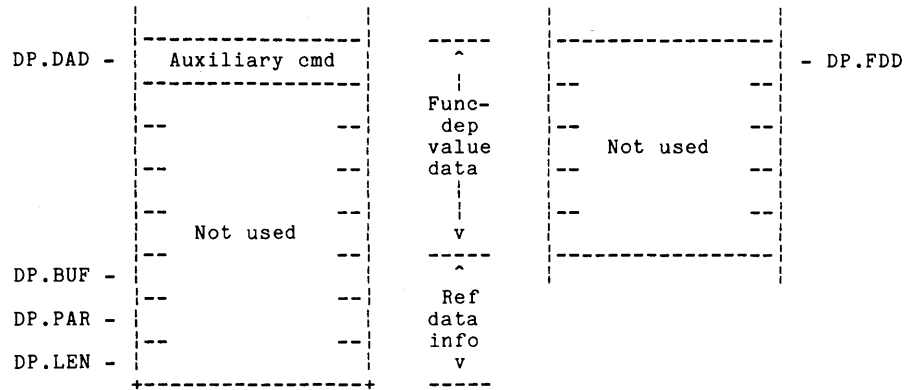 DP.DAD - Auxiliary cmd ^ - DP.FDD
Func-
dep
value Not used
data
Not used v
DP.BUF - ^
Ref
DP.PAR - data
info
DP.LEN - v